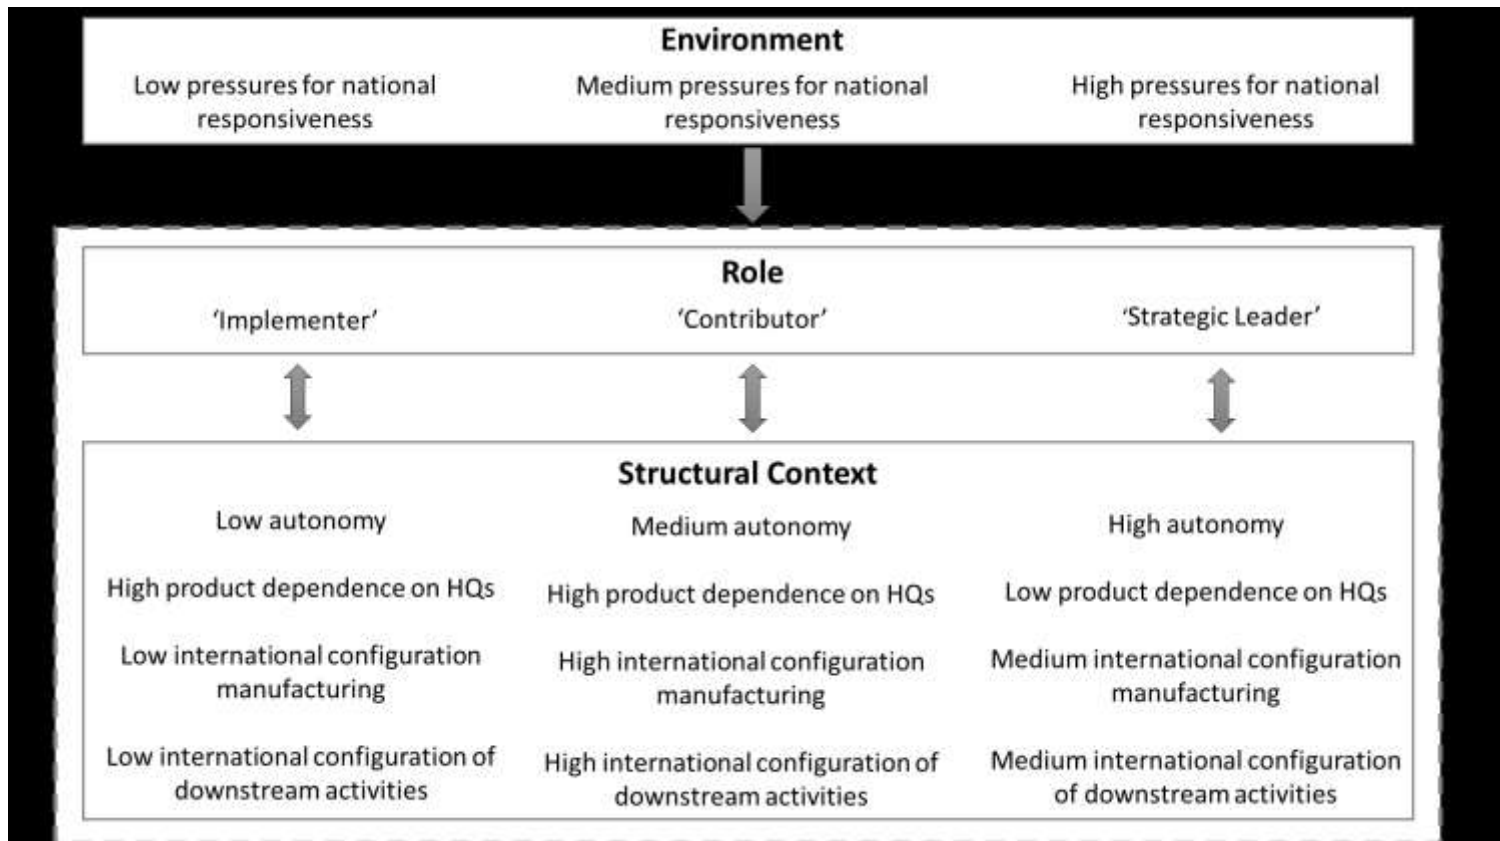 Environment
Low pressures for national
responsiveness
Medium pressures for national
responsiveness
High pressures for national
responsiveness
Role
‘Implementer’
‘Contributor’
‘Strategic Leader’
Structural Context
Low autonomy
High product dependence on HQs
Low international configuration
manufacturing
Low international configuration of
downstream activities
Medium autonomy
High product dependence on HQs
High international configuration
manufacturing
High international configuration of
downstream activities
High autonomy
Low product dependence on HQs
Medium international configuration
manufacturing
Medium international configuration
of downstream activities